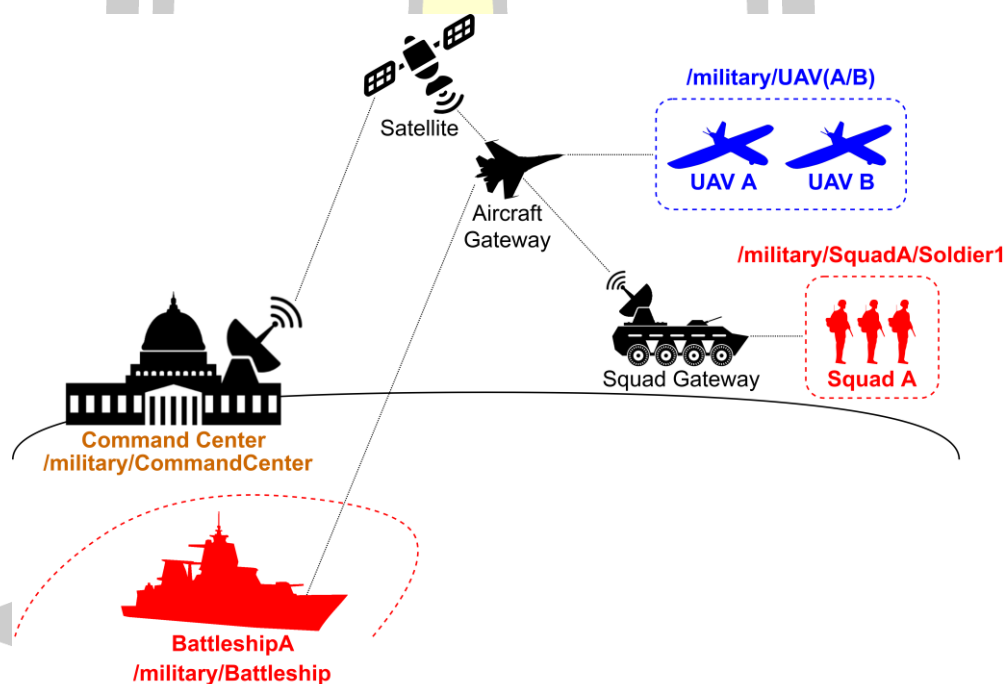 /military/UAV(A/B)
Satellite
UAV A
UAV B
Aircraft
Gateway
/military/SquadA/Soldier1
Squad Gateway
Squad A
Command Center
/military/CommandCenter
BattleshipA
/military/Battleship